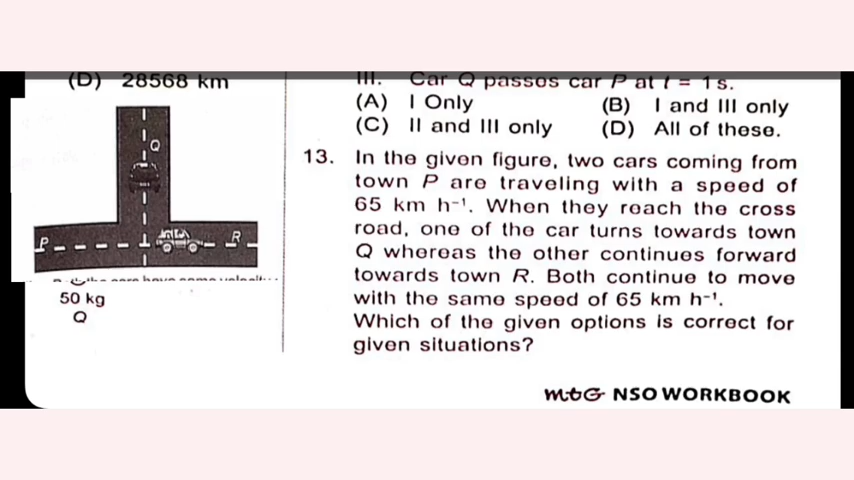 (D) 28568 km
Q
P
R
50 kg
Q
III. Car Q passes car P at t = 1 s.
(A) I Only (B) I and III only
(C) II and III only (D) All of these.
13. In the given figure, two cars coming from
town P are traveling with a speed of
65 km h⁻¹. When they reach the cross
road, one of the car turns towards town
Q whereas the other continues forward
towards town R. Both continue to move
with the same speed of 65 km h⁻¹.
Which of the given options is correct for
given situations?
mtG NSO WORKBOOK